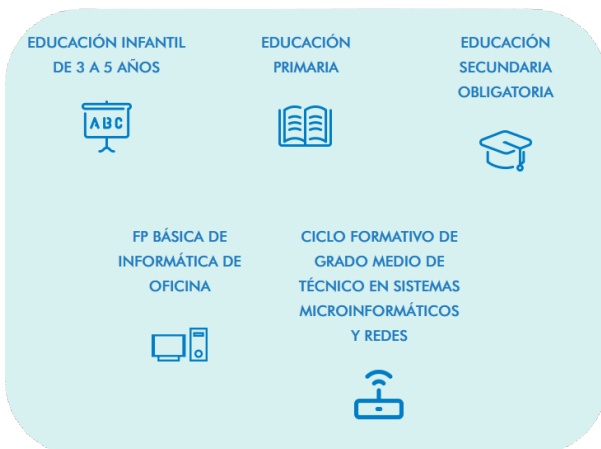 EDUCACIÓN INFANTIL
DE 3 A 5 AÑOS
ABC
EDUCACIÓN
PRIMARIA
EDUCACIÓN
SECUNDARIA
OBLIGATORIA
FP BÁSICA DE
INFORMÁTICA DE
OFICINA
CICLO FORMATIVO DE
GRADO MEDIO DE
TÉCNICO EN SISTEMAS
MICROINFORMÁTICOS
Y REDES